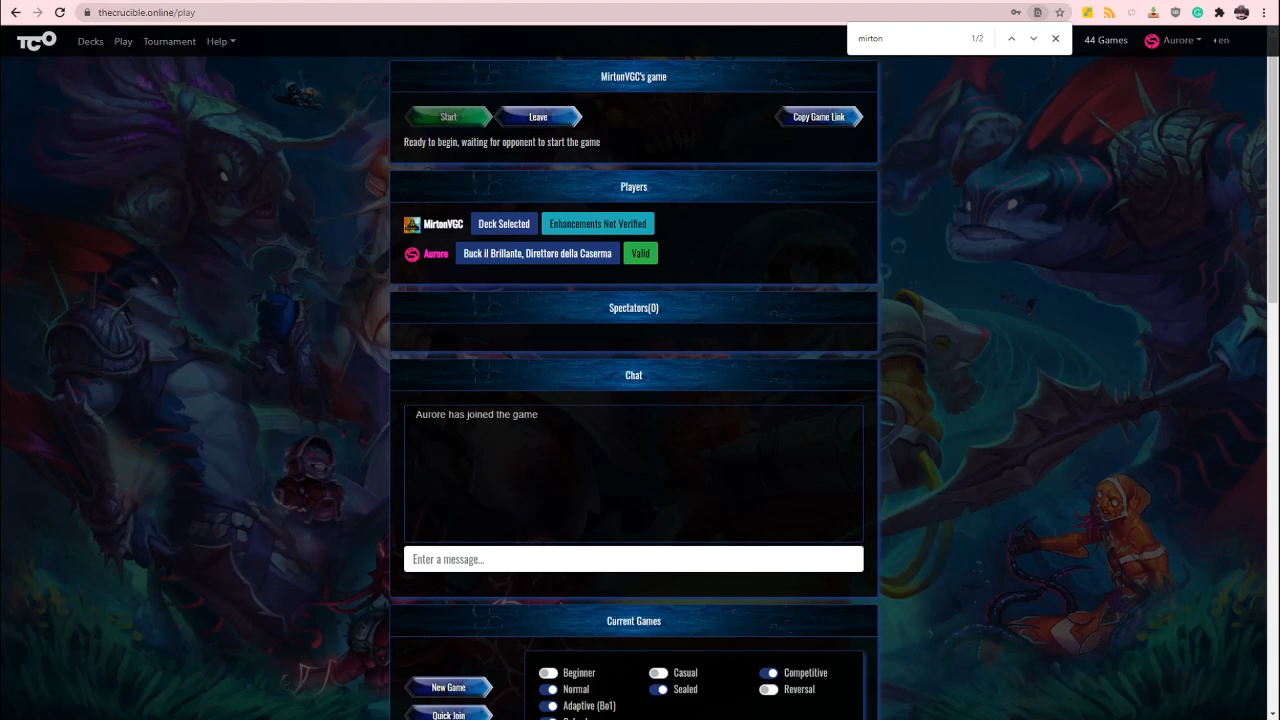 thecrucible.online/play
mirton 1/2
TCO Decks Play Tournament Help 44 Games Aurore en
MirtonVGC's game
Start Leave Copy Game Link
Ready to begin, waiting for opponent to start the game
Players
MirtonVGC Deck Selected Enhancements Not Verified
Aurore Buck il Brillante, Direttore della Caserma Valid
Spectators(0)
Chat
Aurore has joined the game
Enter a message...
Current Games
New Game
Quick Join
Beginner Casual Competitive
Normal Sealed Reversal
Adaptive (Bo1)